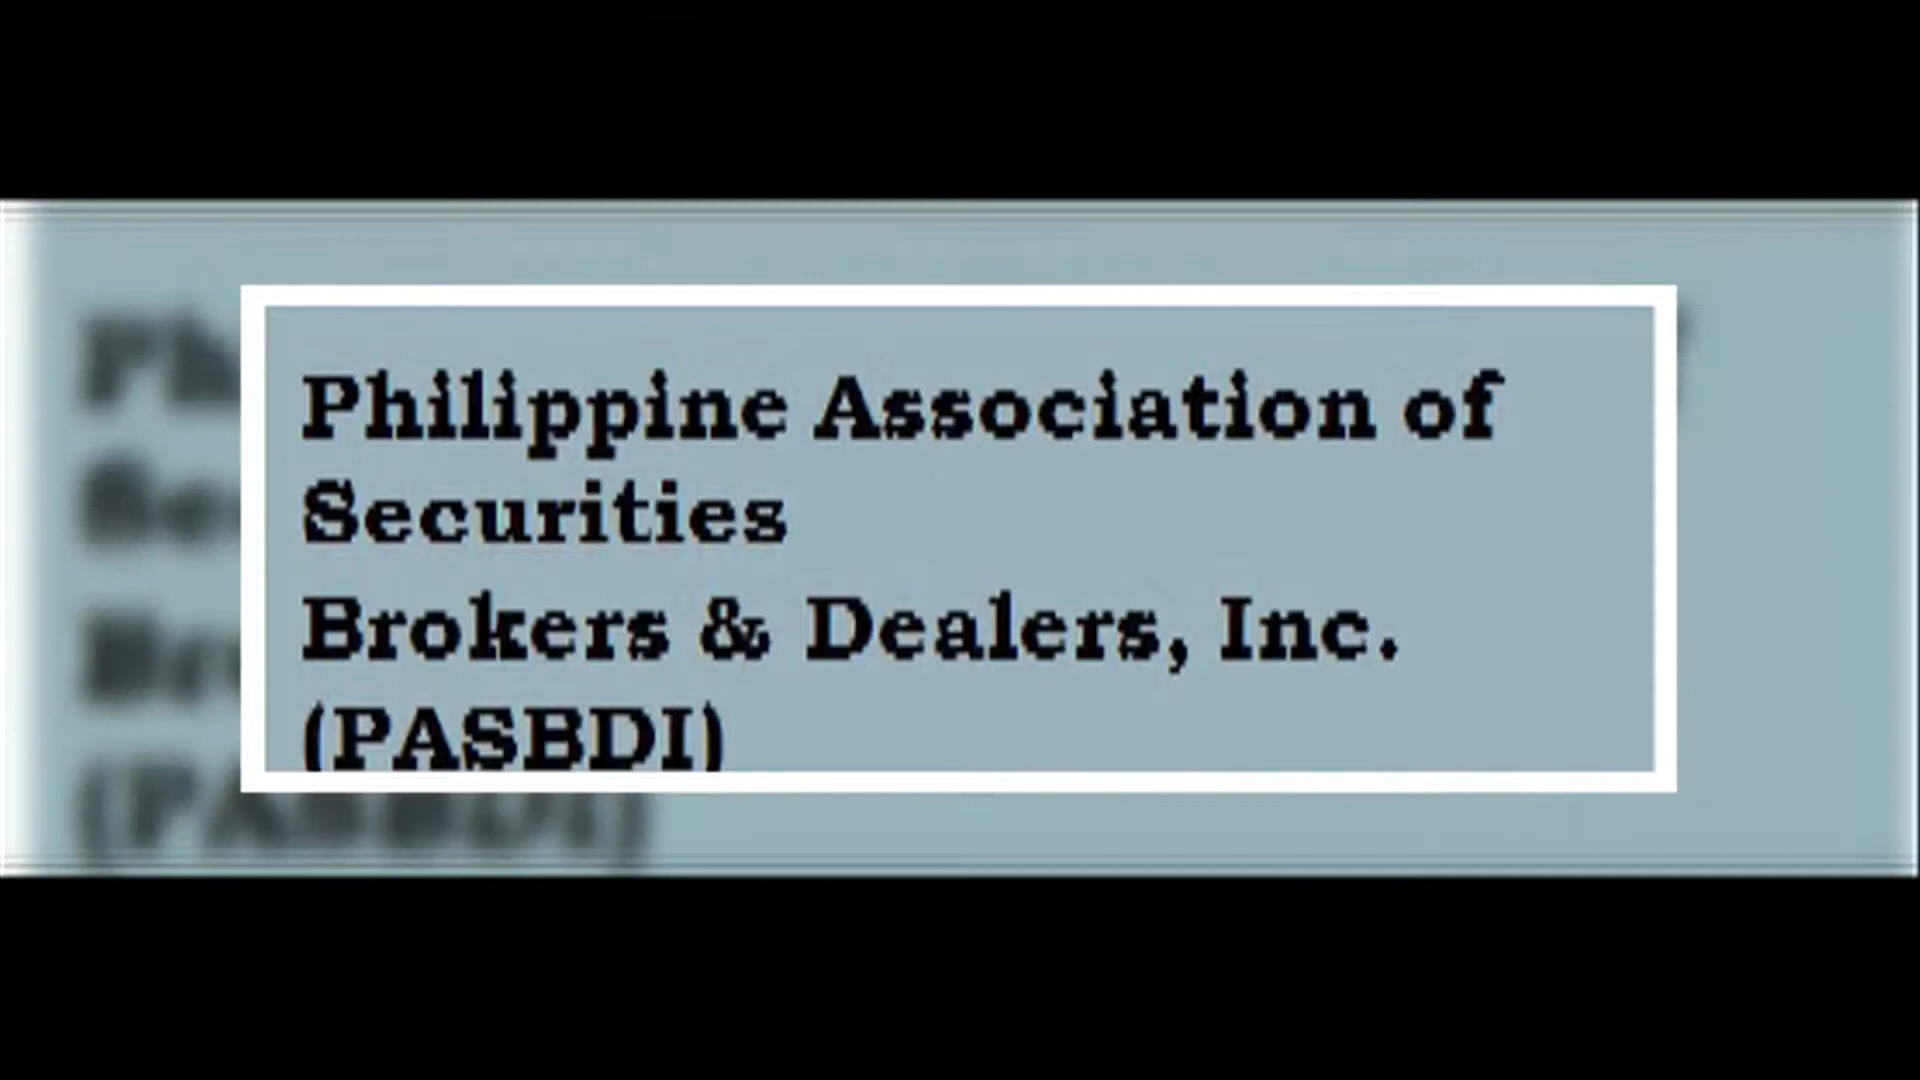 Philippine Association of
Securities
Brokers & Dealers, Inc.
(PASBDI)